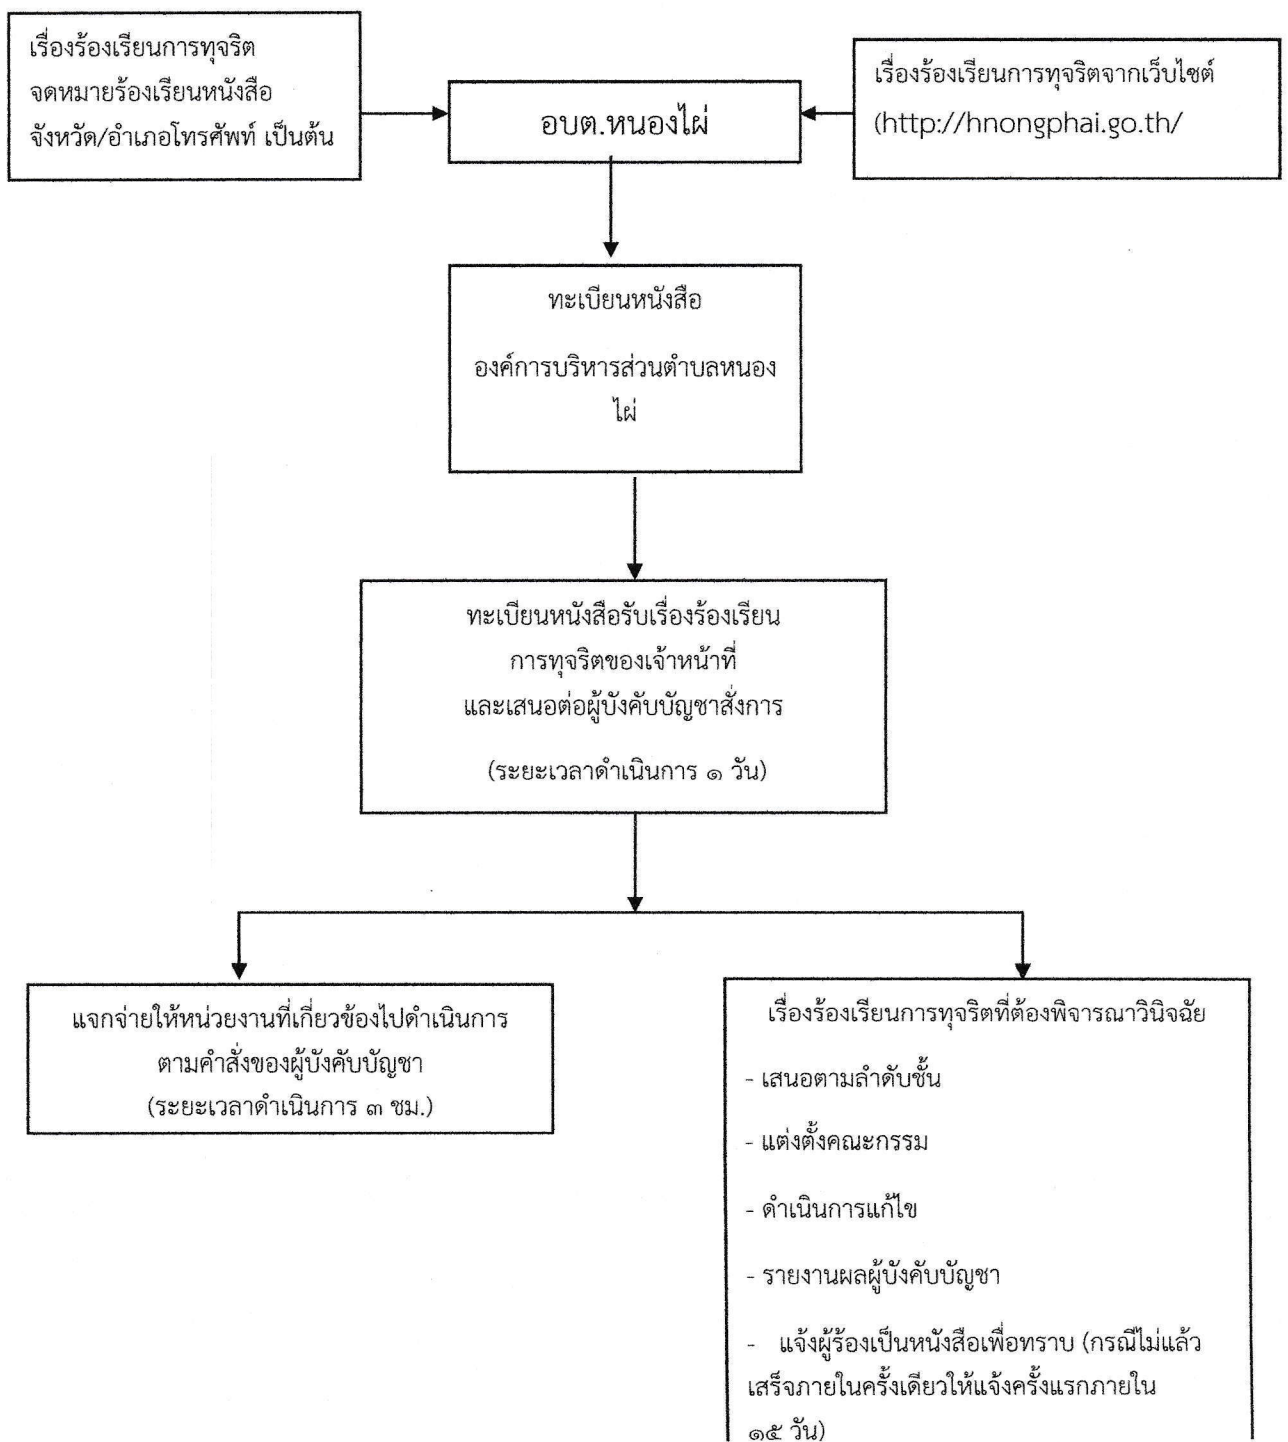 เรื่องร้องเรียนการทุจริต
จดหมายร้องเรียนหนังสือ
จังหวัด/อำเภอโทรศัพท์ เป็นต้น
อบต.หนองไผ่
เรื่องร้องเรียนการทุจริตจากเว็บไซต์
(http://hnongphai.go.th/
ทะเบียนหนังสือ
องค์การบริหารส่วนตำบลหนอง
ไผ่
ทะเบียนหนังสือรับเรื่องร้องเรียน
การทุจริตของเจ้าหน้าที่
และเสนอต่อผู้บังคับบัญชาสั่งการ
(ระยะเวลาดำเนินการ ๑ วัน)
แจกจ่ายให้หน่วยงานที่เกี่ยวข้องไปดำเนินการ
ตามคำสั่งของผู้บังคับบัญชา
(ระยะเวลาดำเนินการ ๓ ชม.)
เรื่องร้องเรียนการทุจริตที่ต้องพิจารณาวินิจฉัย
- เสนอตามลำดับชั้น
- แต่งตั้งคณะกรรม
- ดำเนินการแก้ไข
- รายงานผลผู้บังคับบัญชา
- แจ้งผู้ร้องเป็นหนังสือเพื่อทราบ (กรณีไม่แล้ว
เสร็จภายในครั้งเดียวให้แจ้งครั้งแรกภายใน
๑๕ วัน)